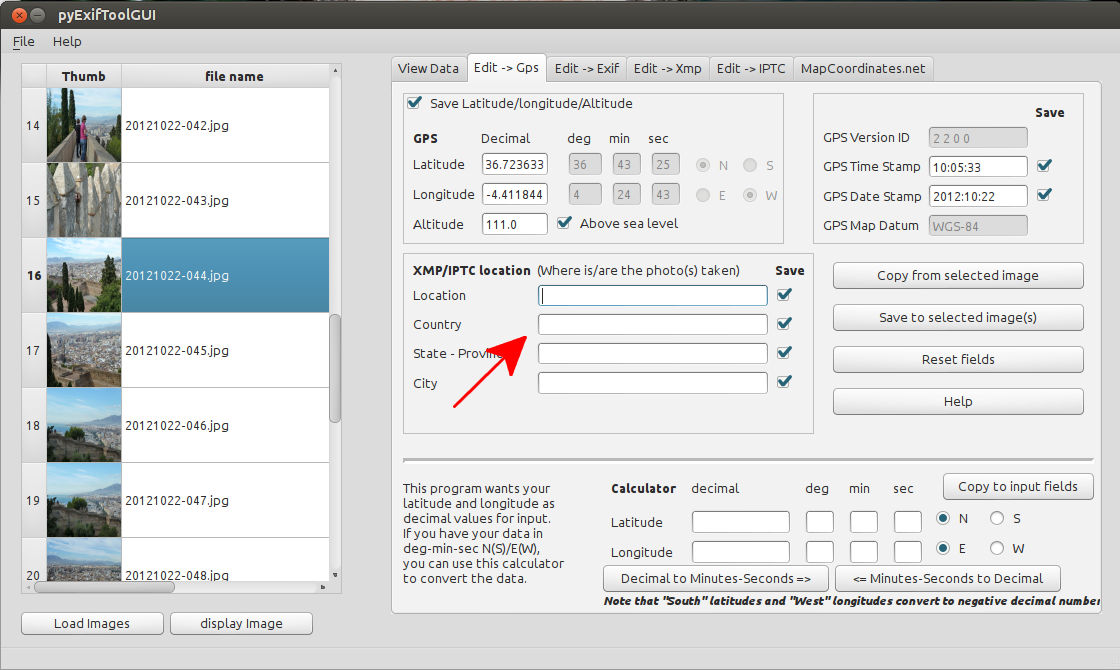 pyExifToolGUI
File Help
Thumb file name
14 20121022-042.jpg
15 20121022-043.jpg
16 20121022-044.jpg
17 20121022-045.jpg
18 20121022-046.jpg
19 20121022-047.jpg
20 20121022-048.jpg
Load Images display Image
View Data Edit -> Gps Edit -> Exif Edit -> Xmp Edit -> IPTC MapCoordinates.net
Save Latitude/longitude/Altitude
GPS Decimal deg min sec
Latitude 36.723633 36 43 25 N S
Longitude -4.411844 4 24 43 E W
Altitude 111.0 Above sea level
Save
GPS Version ID 2 2 0 0
GPS Time Stamp 10:05:33
GPS Date Stamp 2012:10:22
GPS Map Datum WGS-84
XMP/IPTC location (Where is/are the photo(s) taken) Save
Location
Country
State - Provin
City
Copy from selected image
Save to selected image(s)
Reset fields
Help
This program wants your
latitude and longitude as
decimal values for input.
If you have your data in
deg-min-sec N(S)/E(W),
you can use this calculator
to convert the data.
Calculator decimal deg min sec Copy to input fields
Latitude N S
Longitude E W
Decimal to Minutes-Seconds => <= Minutes-Seconds to Decimal
Note that "South" latitudes and "West" longitudes convert to negative decimal number